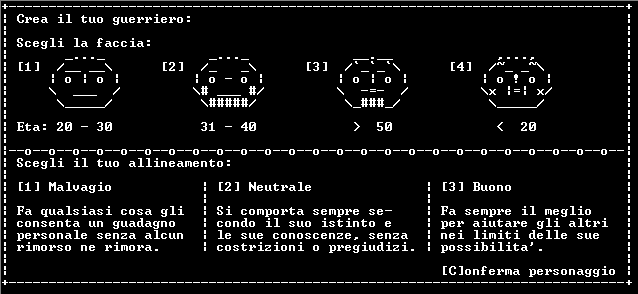 Crea il tuo guerriero:
Scegli la faccia:
[1] [2] [3] [4]
Eta: 20 - 30 31 - 40 > 50 < 20
Scegli il tuo allineamento:
[1] Malvagio
Fa qualsiasi cosa gli
consenta un guadagno
personale senza alcun
rimorso ne rimora.
[2] Neutrale
Si comporta sempre se-
condo il suo istinto e
le sue conoscenze, senza
costrizioni o pregiudizi.
[3] Buono
Fa sempre il meglio
per aiutare gli altri
nei limiti delle sue
possibilita'.
[C]onferma personaggio